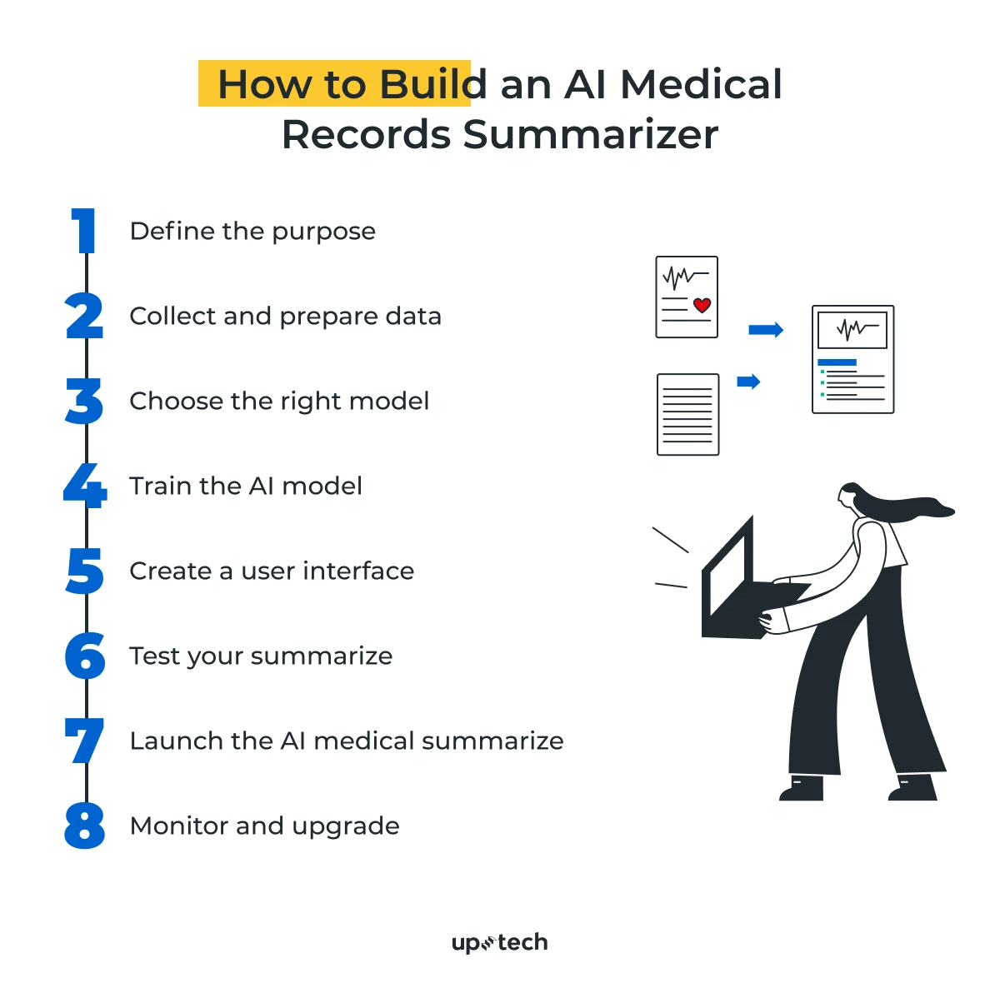 How to Build an AI Medical
Records Summarizer
1 Define the purpose
2 Collect and prepare data
3 Choose the right model
4 Train the AI model
5 Create a user interface
6 Test your summarize
7 Launch the AI medical summarize
8 Monitor and upgrade
uptech